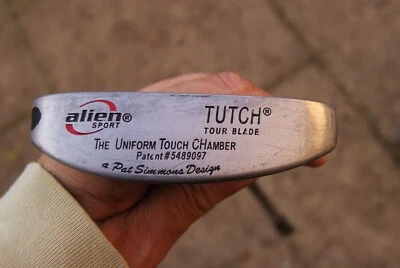 alien®
SPORT
TUTCH®
TOUR BLADE
THE UNIFORM TOUCH CHAMBER
Patent#5489097
a Pat Simmons Design